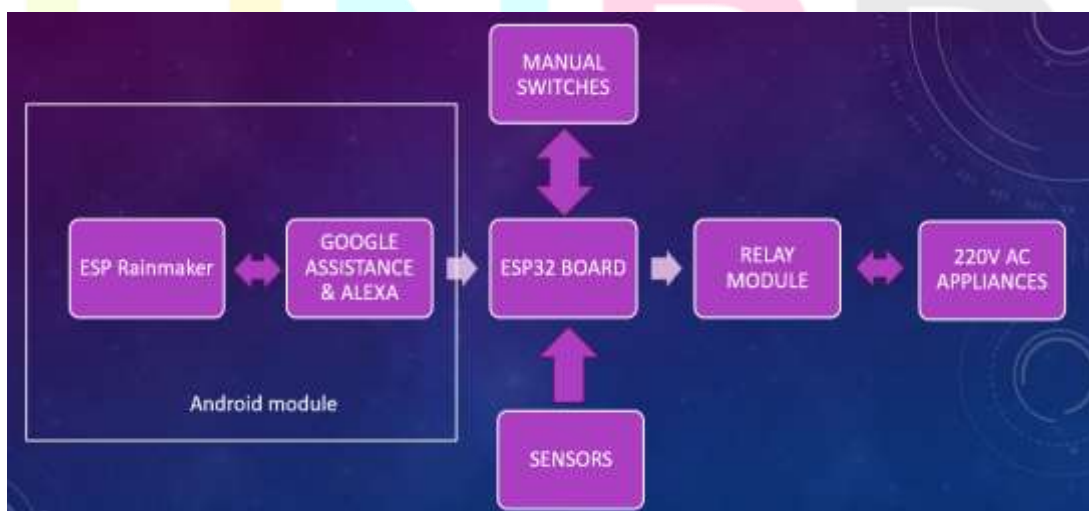 MANUAL
SWITCHES
ESP Rainmaker
GOOGLE
ASSISTANCE
& ALEXA
ESP32 BOARD
RELAY
MODULE
220V AC
APPLIANCES
Android module
SENSORS